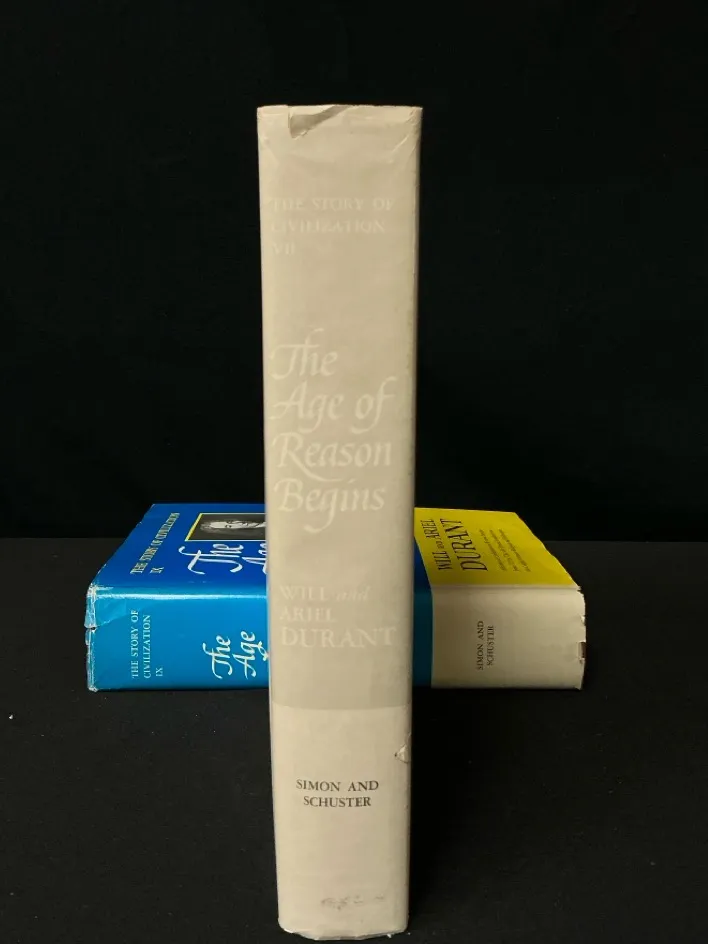 THE STORY OF
CIVILIZATION
VII
The
Age of
Reason
Begins
WILL and
ARIEL
DURANT
SIMON AND
SCHUSTER
THE STORY OF CIVILIZATION
IX
The
WILL and ARIEL
DURANT
THE STORY OF
CIVILIZATION
IX
The
Age
SIMON AND
SCHUSTER